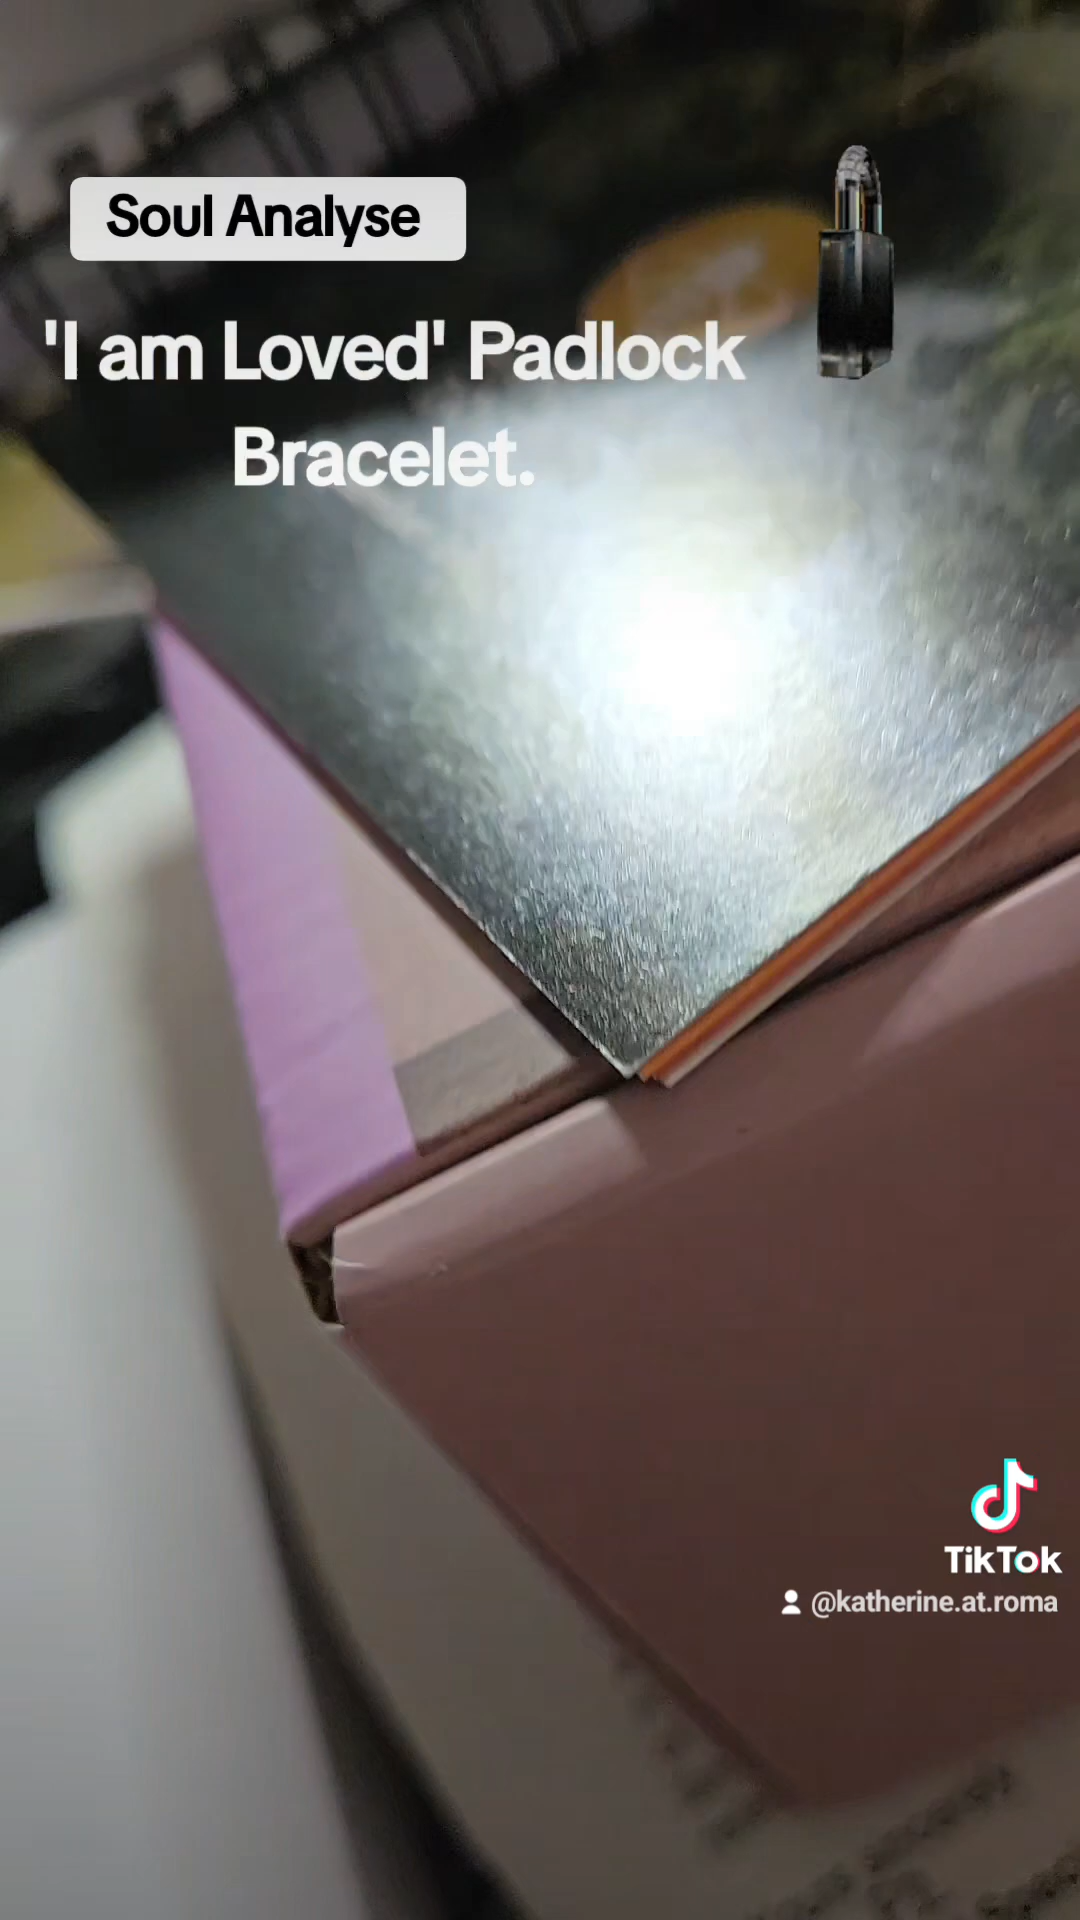 Soul Analyse
'I am Loved' Padlock
Bracelet.
TikTok
@katherine.at.roma